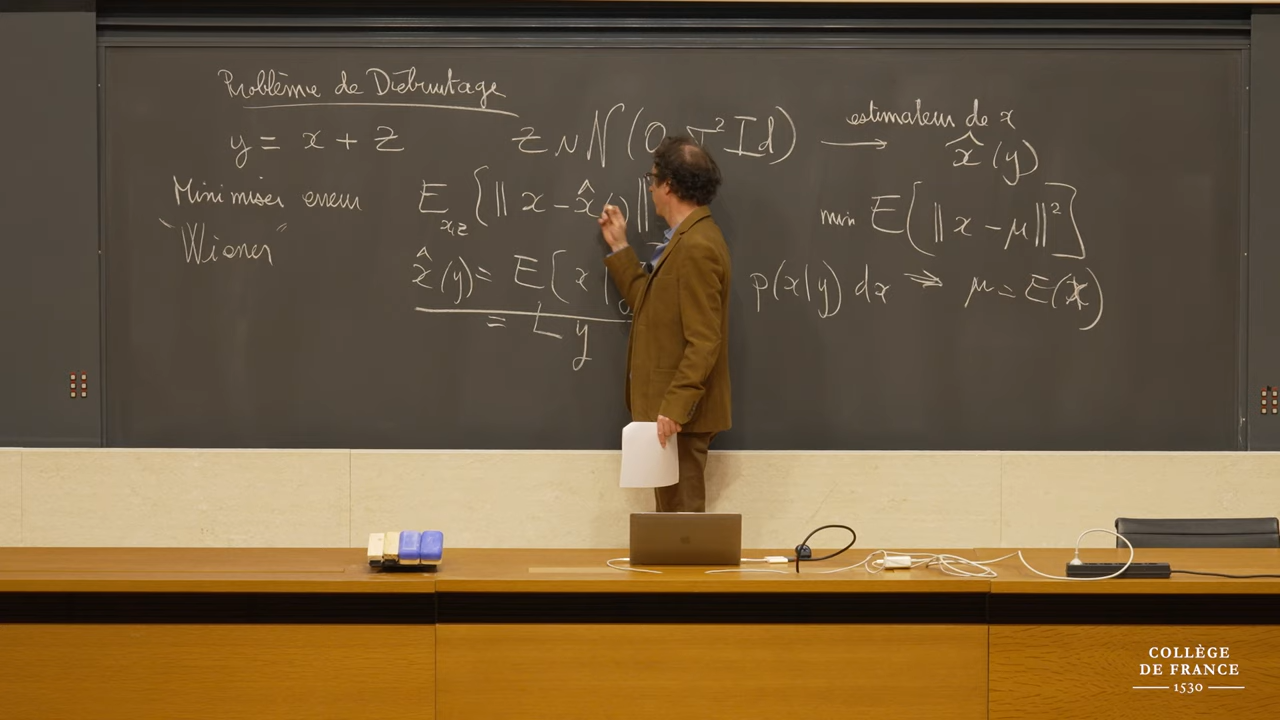 Problème de Débruitage
y = x + z    z ~ N(0, σ² Id) → estimateur de x
x̂(y)
Minimiser erreur    E_{x,z} { ‖ x - x̂( ) ‖    min E[ ‖ x - μ ‖² ]
"Wiener"
x̂(y) = E[ x |    p(x|y) dx ⇒ μ = E(x)
= L y
COLLÈGE
DE FRANCE
1530